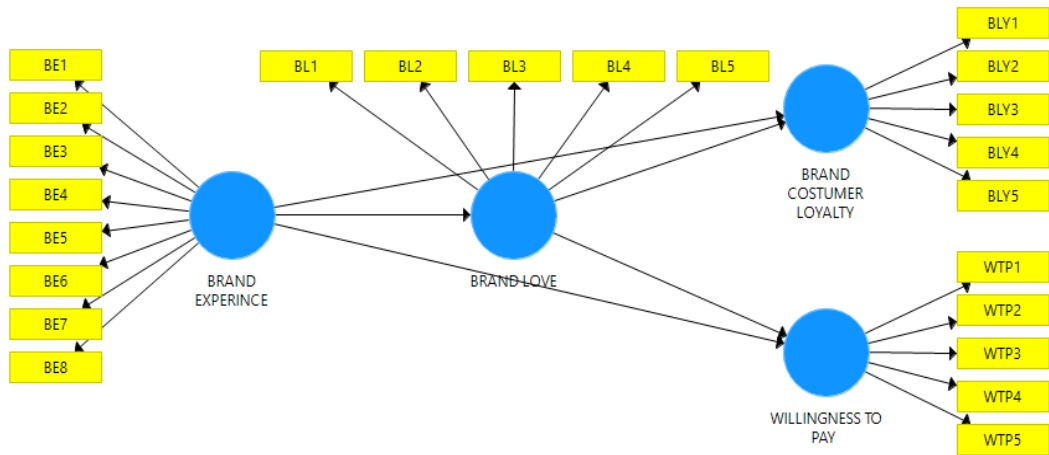 BE1
BE2
BE3
BE4
BE5
BE6
BE7
BE8
BRAND
EXPERINCE
BL1
BL2
BL3
BL4
BL5
BRAND LOVE
BLY1
BLY2
BLY3
BLY4
BLY5
BRAND
COSTUMER
LOYALTY
WTP1
WTP2
WTP3
WTP4
WTP5
WILLINGNESS TO
PAY